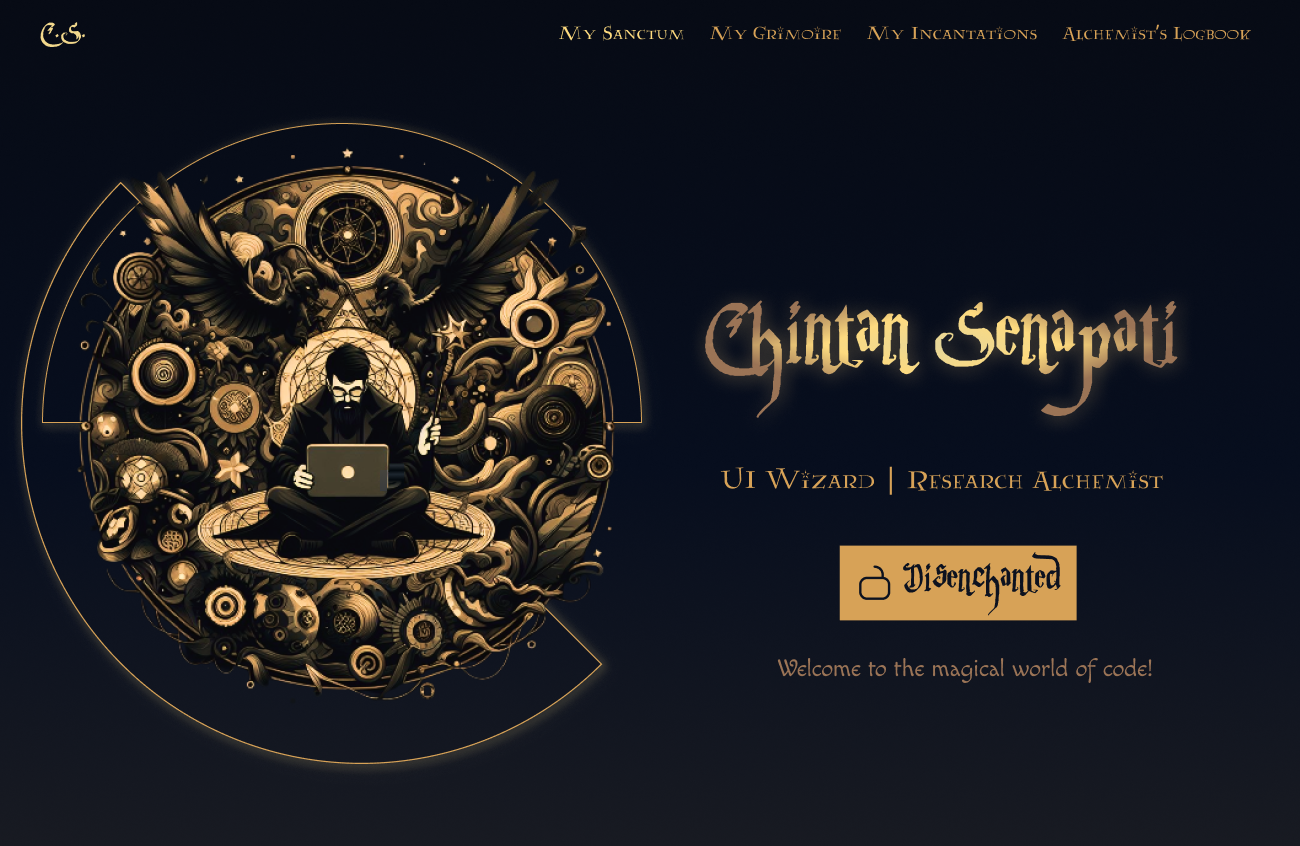 C.S.
My Sanctum My Grimoire My Incantations Alchemist's Logbook
Chintan Senapati
UI Wizard | Research Alchemist
Disenchanted
Welcome to the magical world of code!